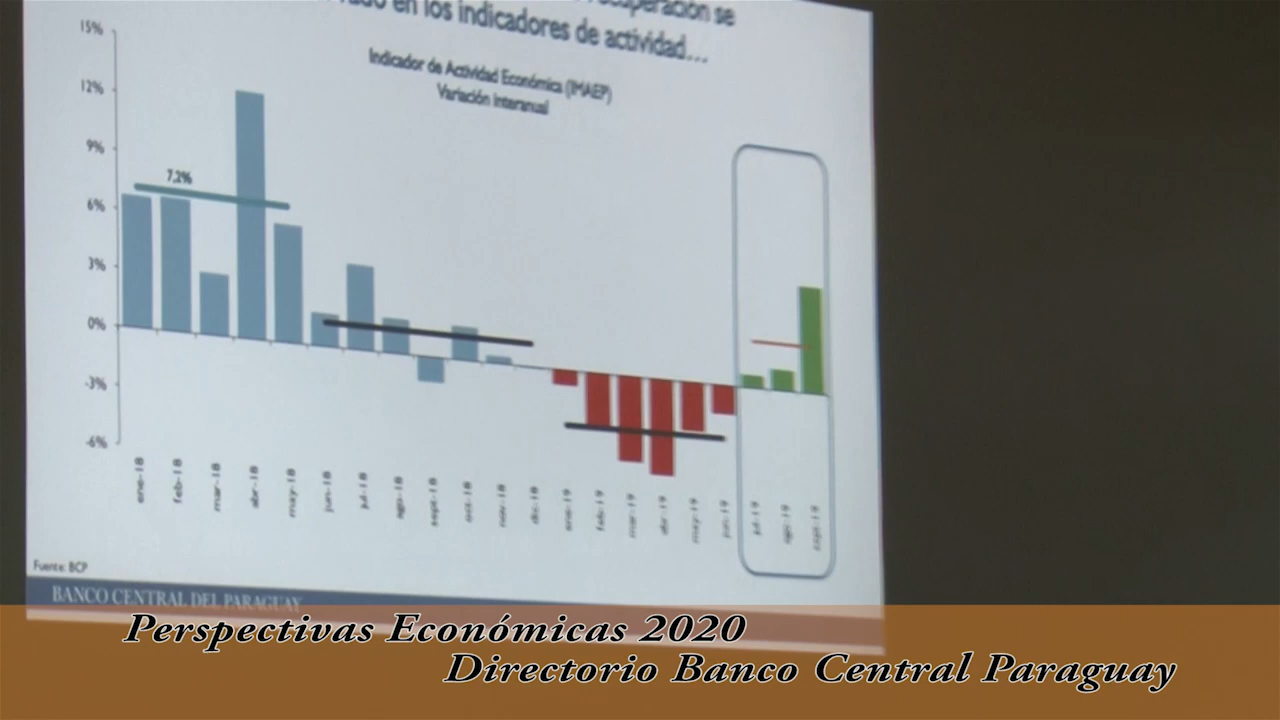 recuperación se
en los indicadores de actividad...
Indicador de Actividad Económica (IMAEP)
Variación Interanual
15%
12%
9%
6%
3%
0%
-3%
-6%
7,2%
ene-18
feb-18
mar-18
abr-18
may-18
jun-18
jul-18
ago-18
sept-18
oct-18
nov-18
dic-18
ene-19
feb-19
mar-19
abr-19
may-19
jun-19
jul-19
ago-19
sept-19
Fuente: BCP
BANCO CENTRAL DEL PARAGUAY
Perspectivas Económicas 2020
Directorio Banco Central Paraguay